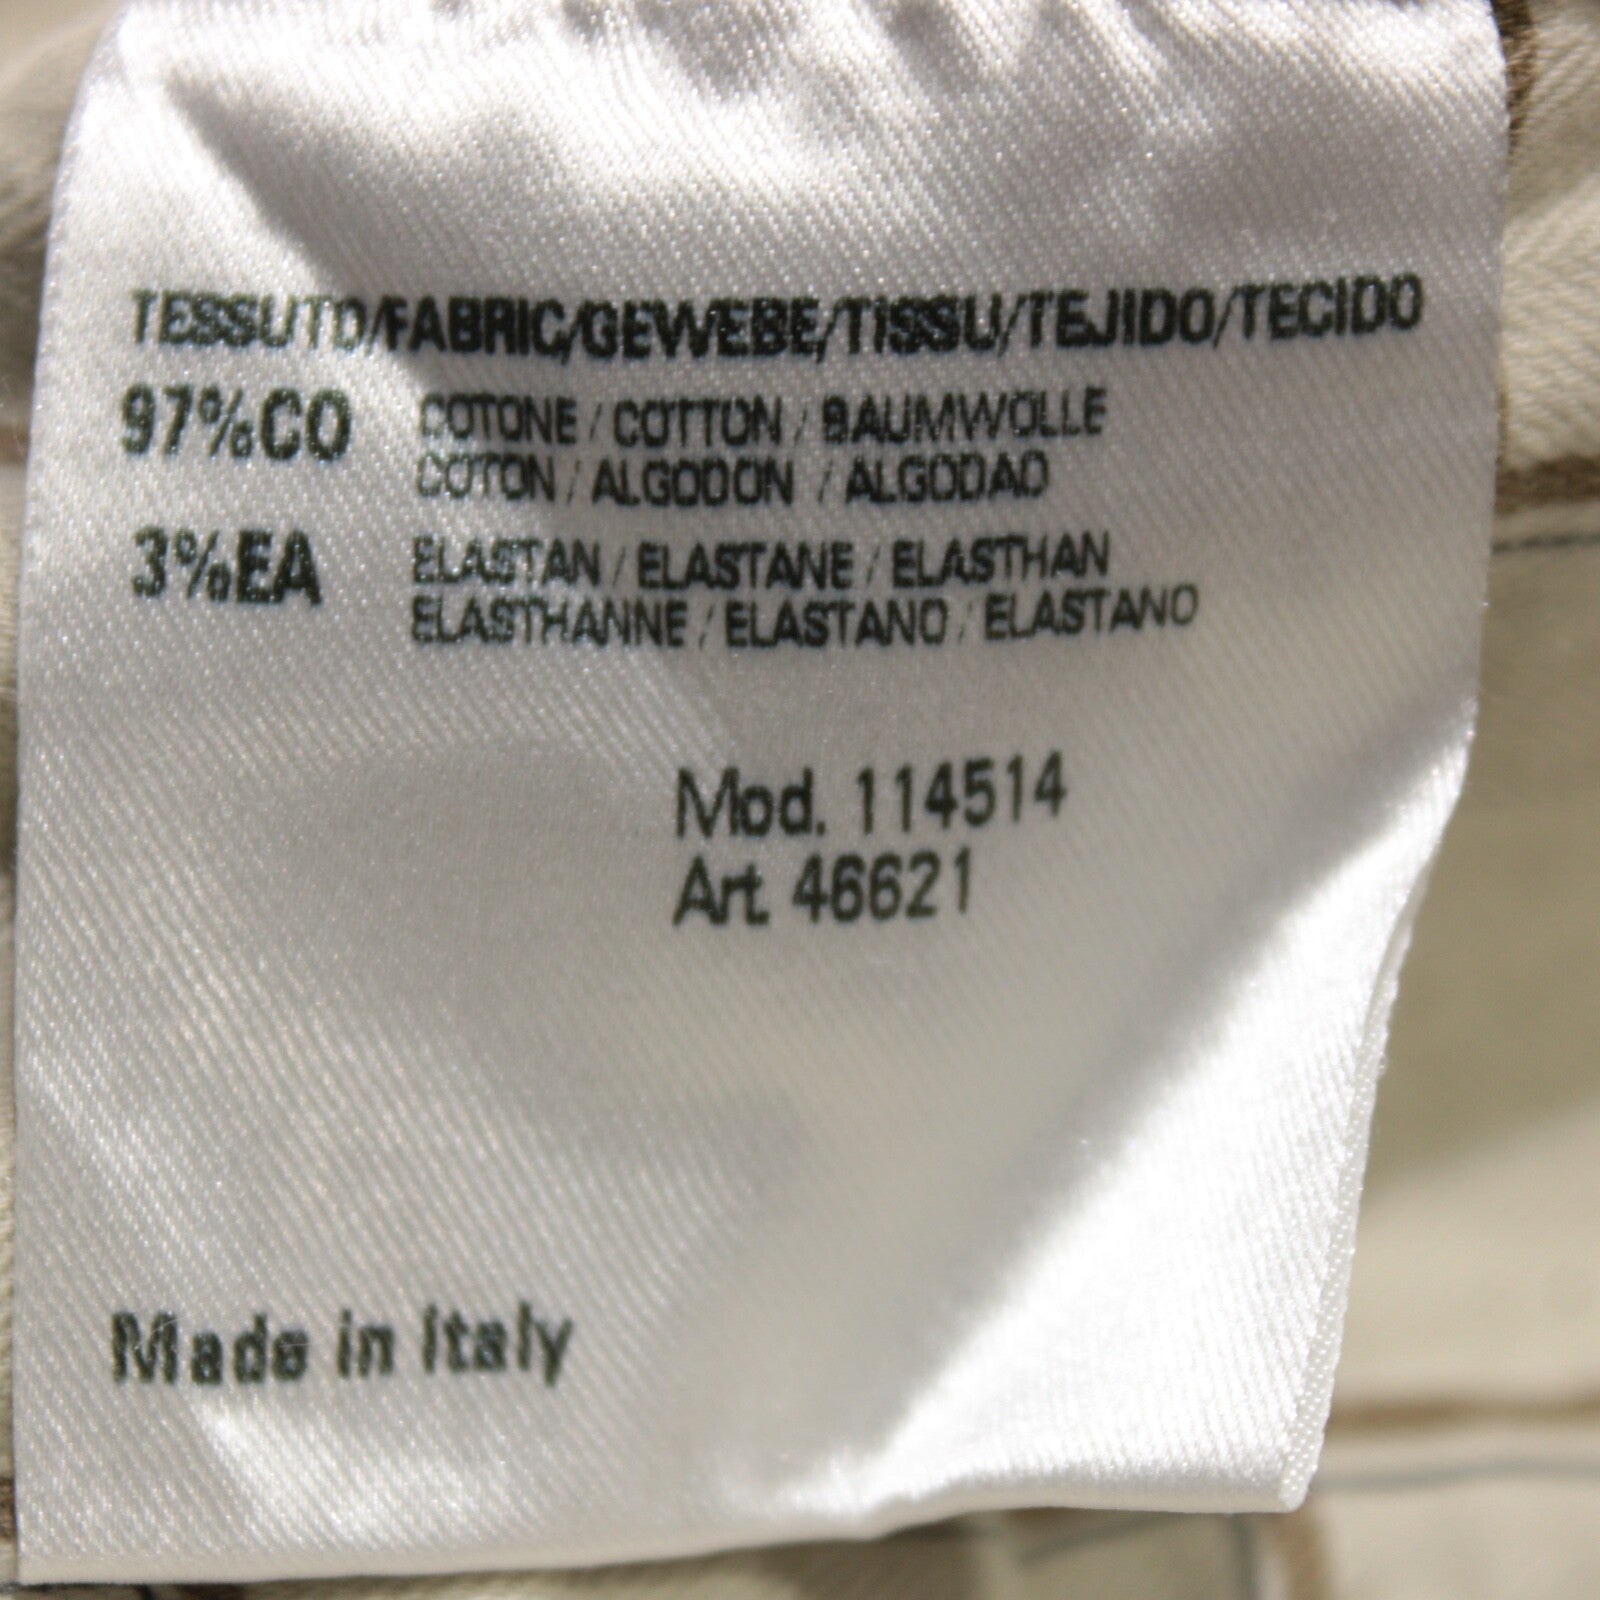 TESSUTO/FABRIC/GEWEBE/TISSU/TEJIDO/TECIDO
97%CO COTONE / COTTON / BAUMWOLLE
COTON / ALGODON / ALGODAO
3%EA ELASTAN / ELASTANE / ELASTHAN
ELASTHANNE / ELASTANO / ELASTANO
Mod. 114514
Art. 46621
Made in Italy